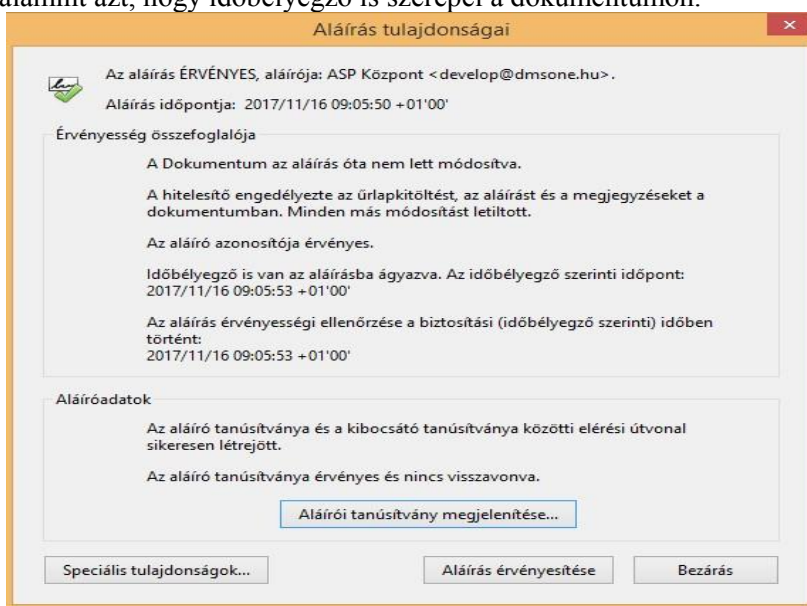 azt, hogy időbélyegző is szerepel a dokumentumon.
Aláírás tulajdonságai
Az aláírás ÉRVÉNYES, aláírója: ASP Központ <develop@dmsone.hu>.
Aláírás időpontja: 2017/11/16 09:05:50 +01'00'
Érvényesség összefoglalója
A Dokumentum az aláírás óta nem lett módosítva.
A hitelesítő engedélyezte az űrlapkitöltést, az aláírást és a megjegyzéseket a
dokumentumban. Minden más módosítást letiltott.
Az aláíró azonosítója érvényes.
Időbélyegző is van az aláírásba ágyazva. Az időbélyegző szerinti időpont:
2017/11/16 09:05:53 +01'00'
Az aláírás érvényességi ellenőrzése a biztosítási (időbélyegző szerinti) időben
történt:
2017/11/16 09:05:53 +01'00'
Aláíróadatok
Az aláíró tanúsítványa és a kibocsátó tanúsítványa közötti elérési útvonal
sikeresen létrejött.
Az aláíró tanúsítványa érvényes és nincs visszavonva.
Aláírói tanúsítvány megjelenítése...
Speciális tulajdonságok...
Aláírás érvényesítése
Bezárás